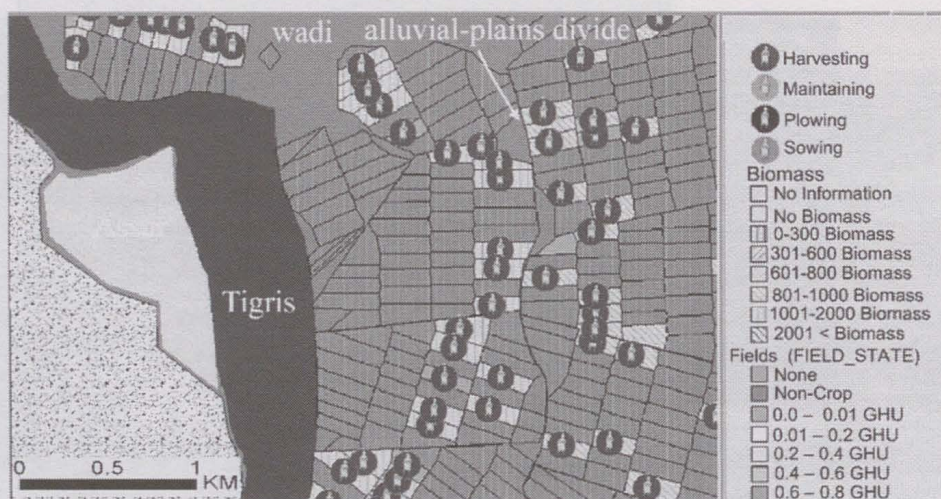 wadi
alluvial-plains divide
Assur
Tigris
0 0.5 1
KM
Harvesting
Maintaining
Plowing
Sowing
Biomass
No Information
No Biomass
0-300 Biomass
301-600 Biomass
601-800 Biomass
801-1000 Biomass
1001-2000 Biomass
2001 < Biomass
Fields (FIELD_STATE)
None
Non-Crop
0.0 – 0.01 GHU
0.01 – 0.2 GHU
0.2 – 0.4 GHU
0.4 – 0.6 GHU
0.6 – 0.8 GHU